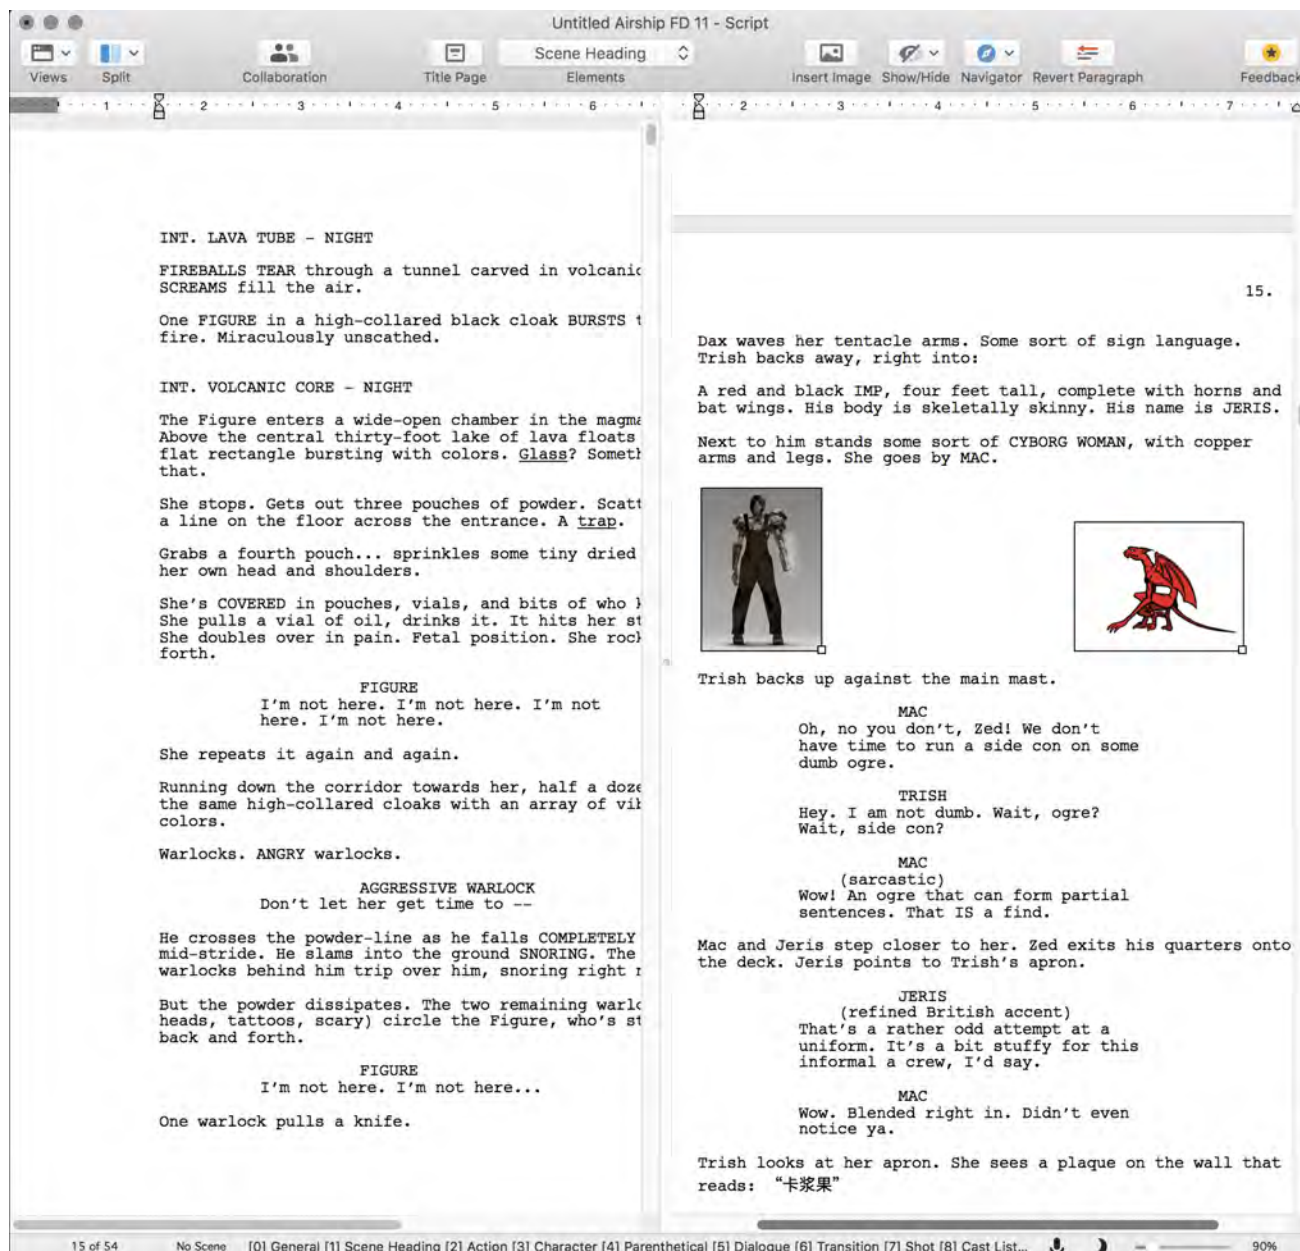 Untitled Airship FD 11 - Script
Scene Heading
Views Split Collaboration Title Page Elements Insert Image Show/Hide Navigator Revert Paragraph Feedback
1 2 3 4 5 6
2 3 4 5 6 7
INT. LAVA TUBE - NIGHT
FIREBALLS TEAR through a tunnel carved in volcanic
SCREAMS fill the air.
One FIGURE in a high-collared black cloak BURSTS t
fire. Miraculously unscathed.
INT. VOLCANIC CORE - NIGHT
The Figure enters a wide-open chamber in the magma
Above the central thirty-foot lake of lava floats
flat rectangle bursting with colors. Glass? Someth
that.
She stops. Gets out three pouches of powder. Scatt
a line on the floor across the entrance. A trap.
Grabs a fourth pouch... sprinkles some tiny dried
her own head and shoulders.
She's COVERED in pouches, vials, and bits of who k
She pulls a vial of oil, drinks it. It hits her st
She doubles over in pain. Fetal position. She rock
forth.
FIGURE
I'm not here. I'm not here. I'm not
here. I'm not here.
She repeats it again and again.
Running down the corridor towards her, half a doze
the same high-collared cloaks with an array of vib
colors.
Warlocks. ANGRY warlocks.
AGGRESSIVE WARLOCK
Don't let her get time to --
He crosses the powder-line as he falls COMPLETELY
mid-stride. He slams into the ground SNORING. The
warlocks behind him trip over him, snoring right n
But the powder dissipates. The two remaining warlo
heads, tattoos, scary) circle the Figure, who's st
back and forth.
FIGURE
I'm not here. I'm not here...
One warlock pulls a knife.
15.
Dax waves her tentacle arms. Some sort of sign language.
Trish backs away, right into:
A red and black IMP, four feet tall, complete with horns and
bat wings. His body is skeletally skinny. His name is JERIS.
Next to him stands some sort of CYBORG WOMAN, with copper
arms and legs. She goes by MAC.
Trish backs up against the main mast.
MAC
Oh, no you don't, Zed! We don't
have time to run a side con on some
dumb ogre.
TRISH
Hey. I am not dumb. Wait, ogre?
Wait, side con?
MAC
(sarcastic)
Wow! An ogre that can form partial
sentences. That IS a find.
Mac and Jeris step closer to her. Zed exits his quarters onto
the deck. Jeris points to Trish's apron.
JERIS
(refined British accent)
That's a rather odd attempt at a
uniform. It's a bit stuffy for this
informal a crew, I'd say.
MAC
Wow. Blended right in. Didn't even
notice ya.
Trish looks at her apron. She sees a plaque on the wall that
reads: “卡浆果”
15 of 54 No Scene [0] General [1] Scene Heading [2] Action [3] Character [4] Parenthetical [5] Dialogue [6] Transition [7] Shot [8] Cast List... 90%